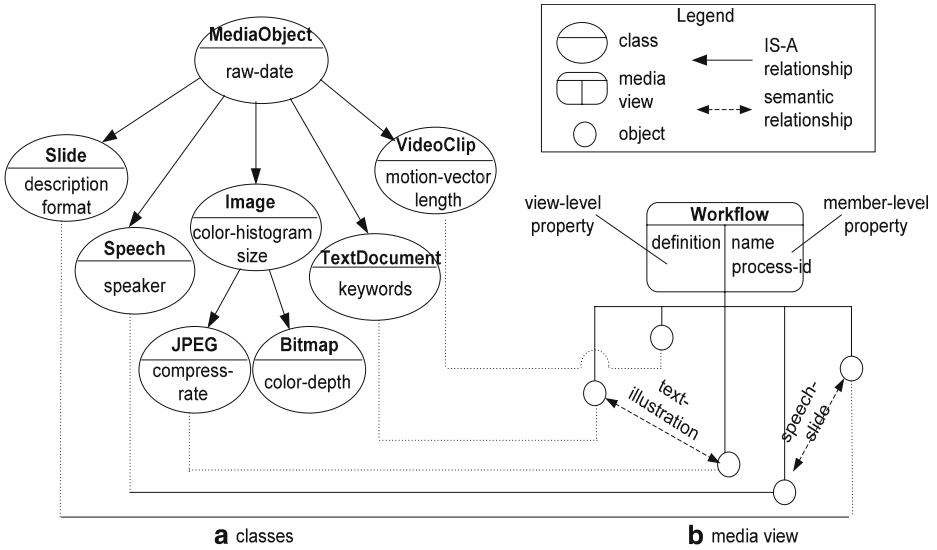 MediaObject
raw-date
Slide
description
format
Speech
speaker
Image
color-histogram
size
TextDocument
keywords
VideoClip
motion-vector
length
JPEG
compress-
rate
Bitmap
color-depth
a classes
Legend
class
media
view
object
IS-A
relationship
semantic
relationship
view-level
property
member-level
property
Workflow
definition
name
process-id
text-
illustration
speech-
slide
b media view